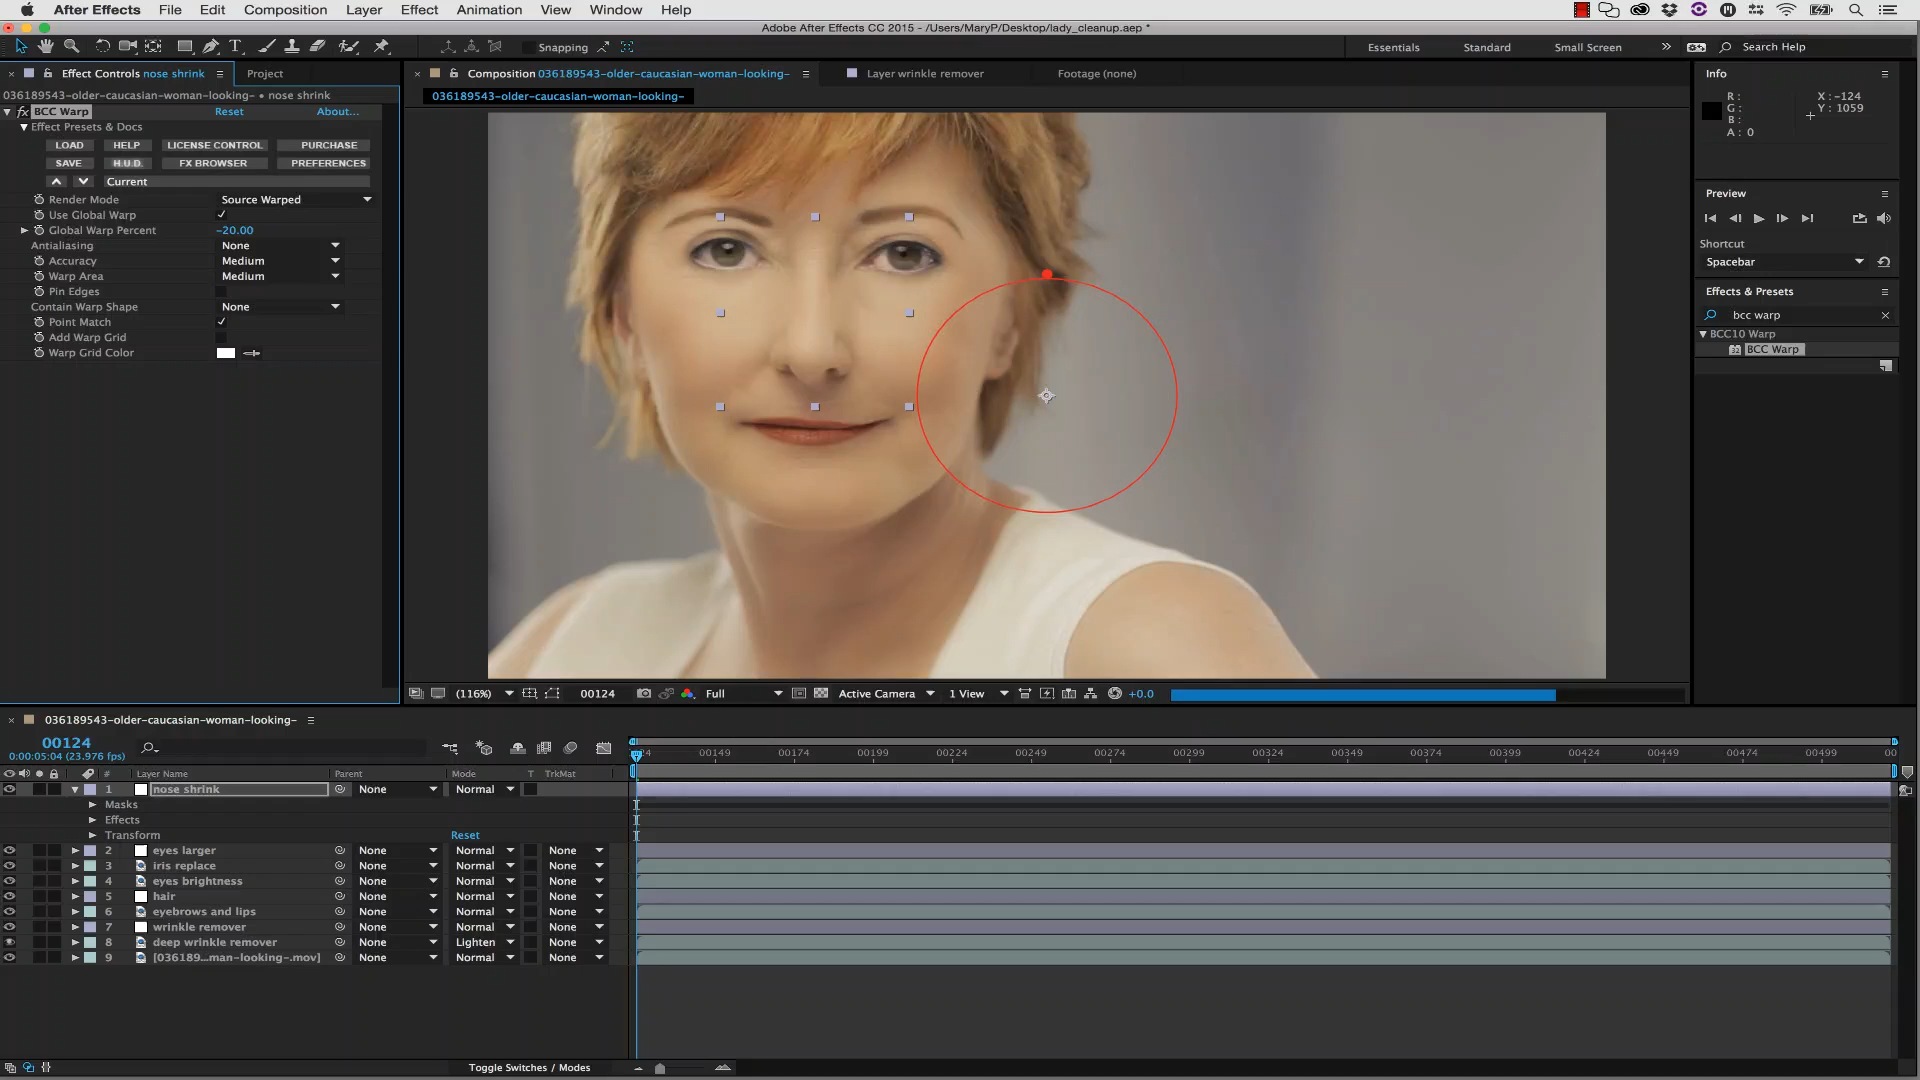 After Effects File Edit Composition Layer Effect Animation View Window Help
Adobe After Effects CC 2015 - /Users/MaryP/Desktop/lady_cleanup.aep *
Snapping Essentials Standard Small Screen Search Help
Effect Controls nose shrink Project
036189543-older-caucasian-woman-looking- • nose shrink
fx BCC Warp Reset About...
Effect Presets & Docs
LOAD HELP LICENSE CONTROL PURCHASE
SAVE H.U.D. FX BROWSER PREFERENCES
Current
Render Mode Source Warped
Use Global Warp
Global Warp Percent -20.00
Antialiasing None
Accuracy Medium
Warp Area Medium
Pin Edges
Contain Warp Shape None
Point Match
Add Warp Grid
Warp Grid Color
Composition 036189543-older-caucasian-woman-looking- Layer wrinkle remover Footage (none)
036189543-older-caucasian-woman-looking-
(116%) 00124 Full Active Camera 1 View +0.0
Info
R: X: -124
G: Y: 1059
B:
A: 0
Preview
Shortcut
Spacebar
Effects & Presets
bcc warp
BCC10 Warp
32 BCC Warp
036189543-older-caucasian-woman-looking-
00124
0:00:05:04 (23.976 fps)
24 00149 00174 00199 00224 00249 00274 00299 00324 00349 00374 00399 00424 00449 00474 00499 00
# Layer Name Parent Mode T TrkMat
1 nose shrink None Normal
Masks
Effects
Transform Reset
2 eyes larger None Normal None
3 iris replace None Normal None
4 eyes brightness None Normal None
5 hair None Normal None
6 eyebrows and lips None Normal None
7 wrinkle remover None Normal None
8 deep wrinkle remover None Lighten None
9 [036189...man-looking-.mov] None Normal None
Toggle Switches / Modes